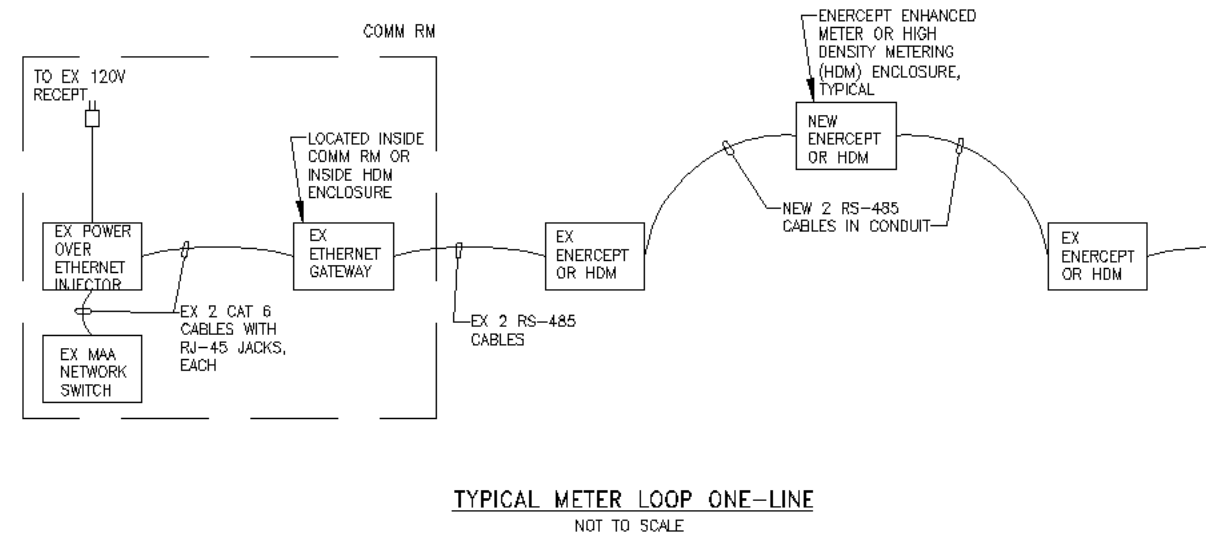 COMM RM
TO EX 120V
RECEPT
LOCATED INSIDE
COMM RM OR
INSIDE HDM
ENCLOSURE
EX POWER
OVER
ETHERNET
INJECTOR
EX
ETHERNET
GATEWAY
EX 2 CAT 6
CABLES WITH
RJ-45 JACKS,
EACH
EX MAA
NETWORK
SWITCH
EX 2 RS-485
CABLES
EX
ENERCEPT
OR HDM
ENERCEPT ENHANCED
METER OR HIGH
DENSITY METERING
(HDM) ENCLOSURE,
TYPICAL
NEW
ENERCEPT
OR HDM
NEW 2 RS-485
CABLES IN CONDUIT
EX
ENERCEPT
OR HDM
TYPICAL METER LOOP ONE-LINE
NOT TO SCALE